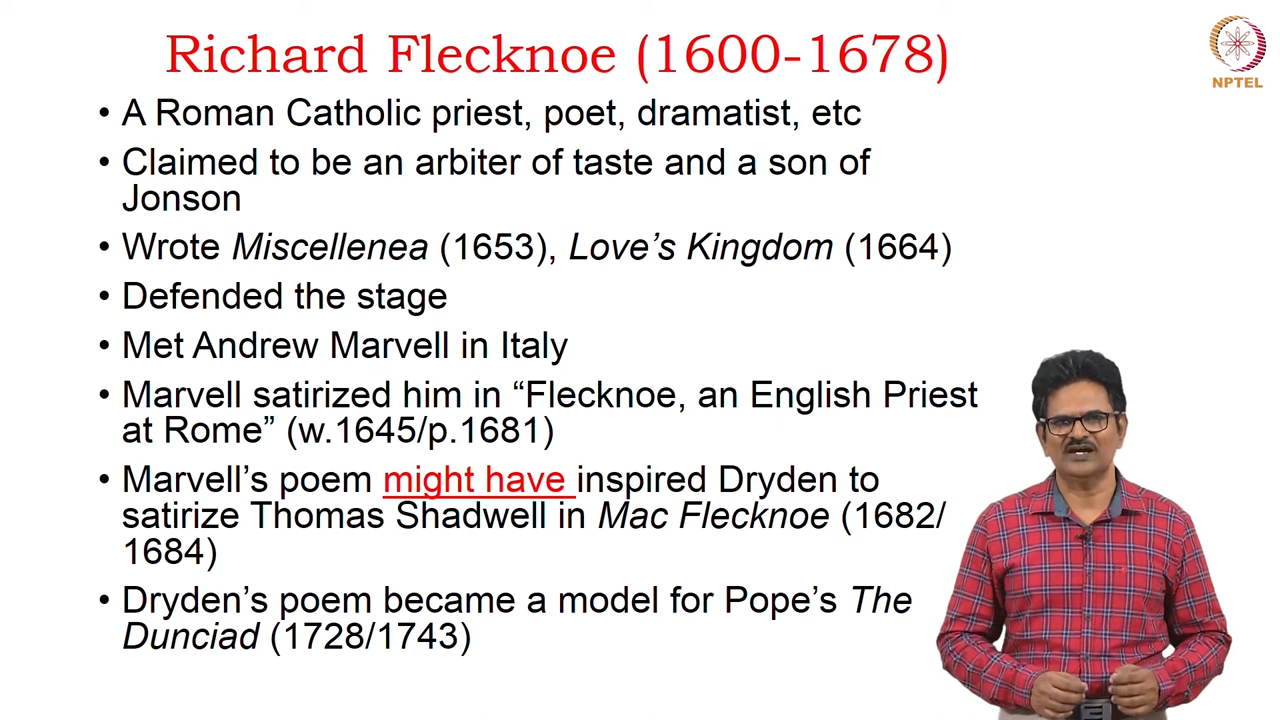 Richard Flecknoe (1600-1678)
NPTEL
• A Roman Catholic priest, poet, dramatist, etc
• Claimed to be an arbiter of taste and a son of
Jonson
• Wrote Miscellenea (1653), Love’s Kingdom (1664)
• Defended the stage
• Met Andrew Marvell in Italy
• Marvell satirized him in “Flecknoe, an English Priest
at Rome” (w.1645/p.1681)
• Marvell’s poem might have inspired Dryden to
satirize Thomas Shadwell in Mac Flecknoe (1682/
1684)
• Dryden’s poem became a model for Pope’s The
Dunciad (1728/1743)